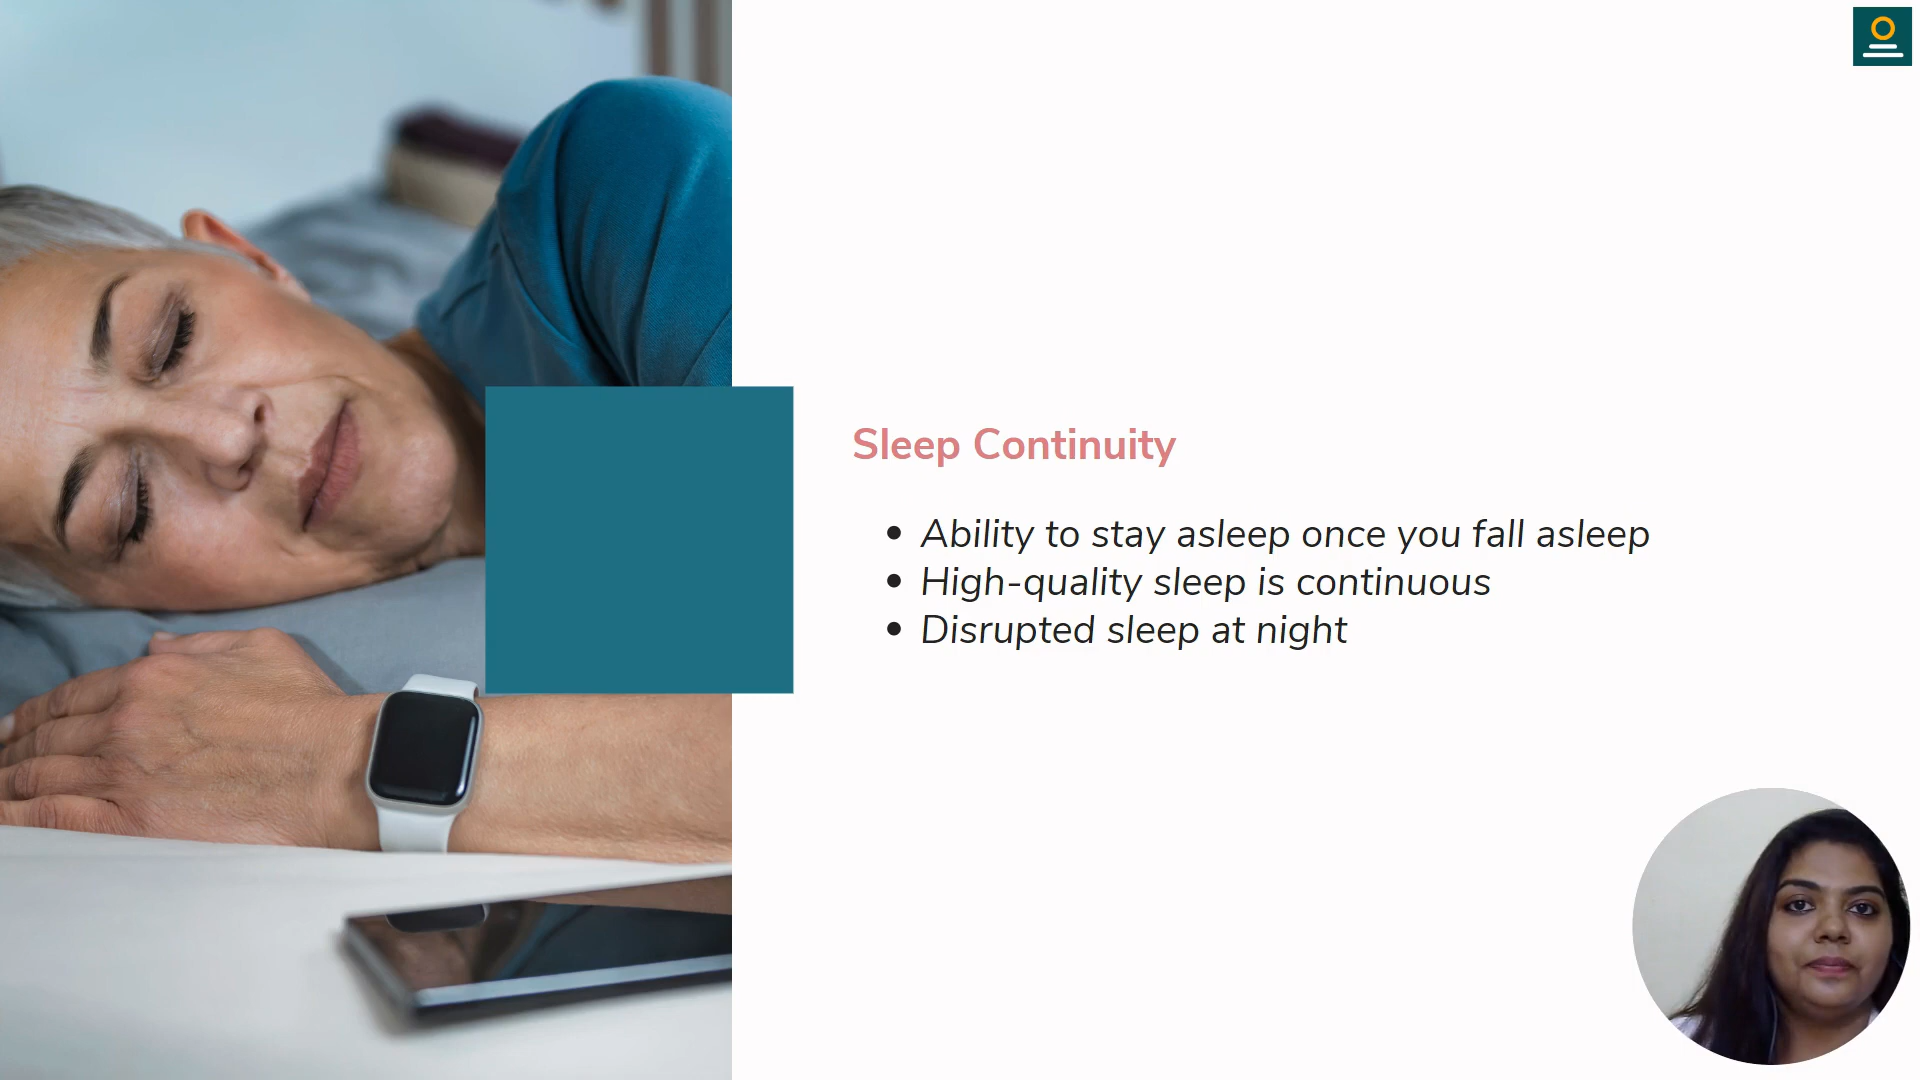 Sleep Continuity
• Ability to stay asleep once you fall asleep
• High-quality sleep is continuous
• Disrupted sleep at night